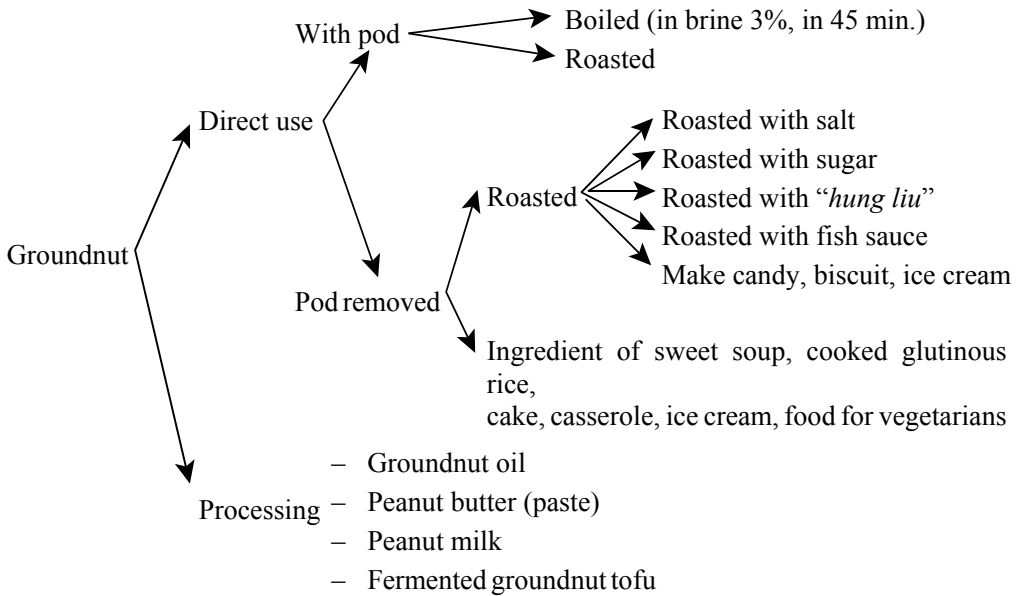 With pod
Boiled (in brine 3%, in 45 min.)
Roasted
Direct use
Roasted with salt
Roasted with sugar
Roasted
Roasted with “hung liu”
Roasted with fish sauce
Groundnut
Make candy, biscuit, ice cream
Pod removed
Ingredient of sweet soup, cooked glutinous
rice,
cake, casserole, ice cream, food for vegetarians
Processing
– Groundnut oil
– Peanut butter (paste)
– Peanut milk
– Fermented groundnut tofu